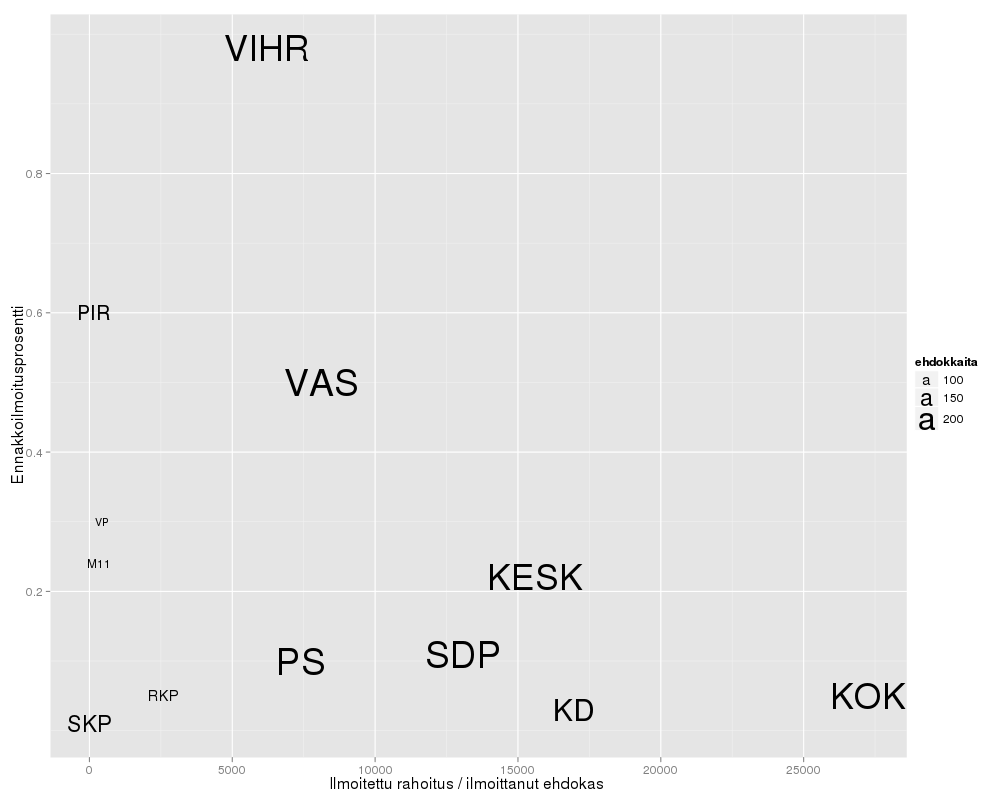 VIHR
0.8
PIR
0.6
VAS
0.4
VP
M11
KESK
0.2
PS
SDP
RKP
KD
KOK
SKP
0 5000 10000 15000 20000 25000
Ilmoitettu rahoitus / ilmoittanut ehdokas
Ennakkoilmoitusprosentti
ehdokkaita
a 100
a 150
a 200